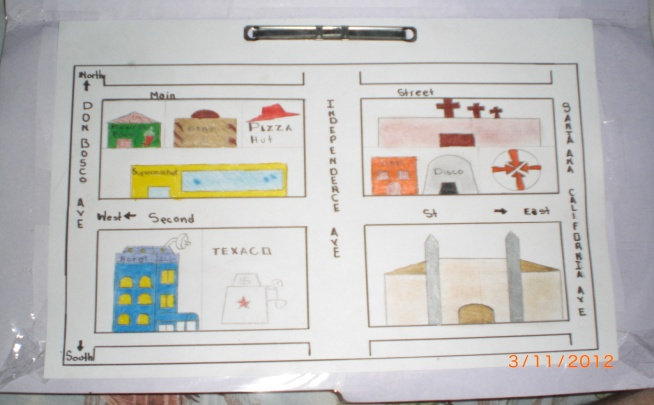 North
Main
Street
DON BOSCO AVE
INDEPENDENCE AVE
SANTA ANA CALIFORNIA AVE
PIZZA
Hut
Supermarket
Disco
West Second
St East
TEXACO
South
3/11/2012